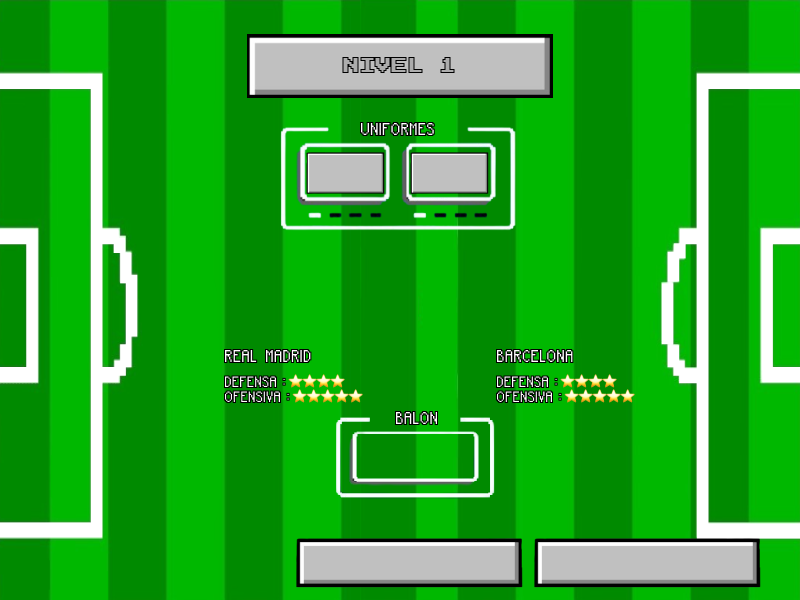 NIVEL 1
UNIFORMES
REAL MADRID
DEFENSA :
OFENSIVA :
BARCELONA
DEFENSA :
OFENSIVA :
BALON